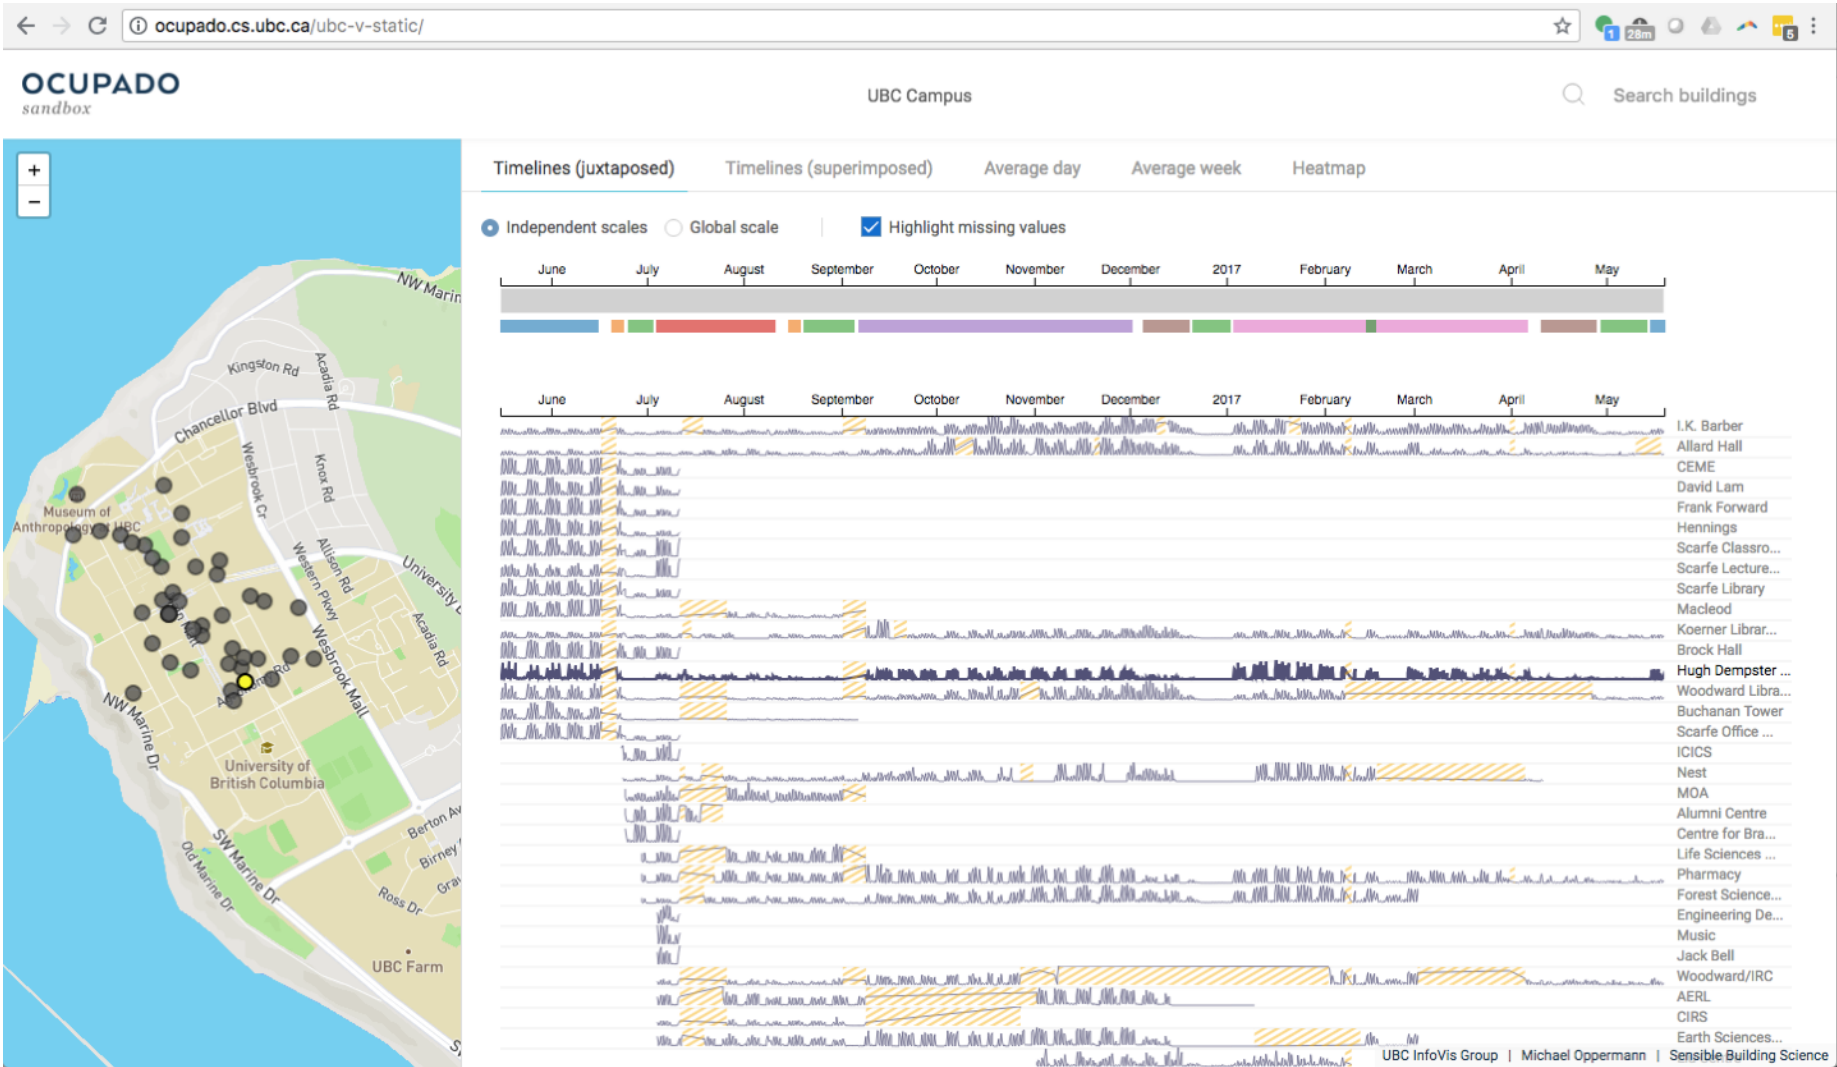 ocupado.cs.ubc.ca/ubc-v-static/
1
28m
5
OCUPADO
sandbox
UBC Campus
Search buildings
+
−
Timelines (juxtaposed)
Timelines (superimposed)
Average day
Average week
Heatmap
Independent scales
Global scale
Highlight missing values
June July August September October November December 2017 February March April May
June July August September October November December 2017 February March April May
I.K. Barber
Allard Hall
CEME
David Lam
Frank Forward
Hennings
Scarfe Classro...
Scarfe Lecture...
Scarfe Library
Macleod
Koerner Librar...
Brock Hall
Hugh Dempster ...
Woodward Libra...
Buchanan Tower
Scarfe Office ...
ICICS
Nest
MOA
Alumni Centre
Centre for Bra...
Life Sciences ...
Pharmacy
Forest Science...
Engineering De...
Music
Jack Bell
Woodward/IRC
AERL
CIRS
Earth Sciences...
UBC InfoVis Group | Michael Oppermann | Sensible Building Science
NW Marin
Kingston Rd
Acadia Rd
Chancellor Blvd
Wesbrook Cr
Knox Rd
Museum of
Anthropology at UBC
Allison Rd
Western Pkwy
University
Acadia Rd
Wesbrook Mall
NW Marine Dr
University of
British Columbia
SW Marine Dr
Old Marine Dr
Berton Av
Birney
Gra
Ross Dr
UBC Farm